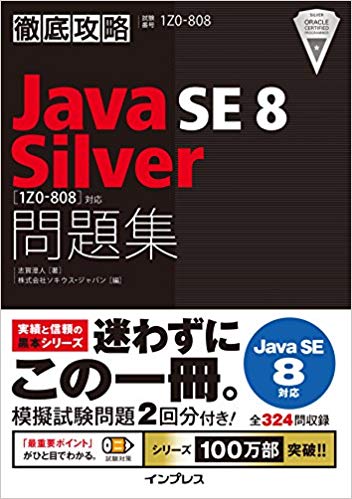 徹底攻略 試験番号 1Z0-808
SILVER
ORACLE
CERTIFIED
PROGRAMMER
Java SE 8
Silver
[1Z0-808]対応
問題集
志賀澄人[著]
株式会社ソキウス・ジャパン[編]
実績と信頼の
黒本シリーズ
迷わずに
この一冊。
模擬試験問題2回分付き!
Java SE
8
対応
全324問収録
「最重要ポイント」
がひと目でわかる。
試験対策
シリーズ 100万部 突破!!
インプレス